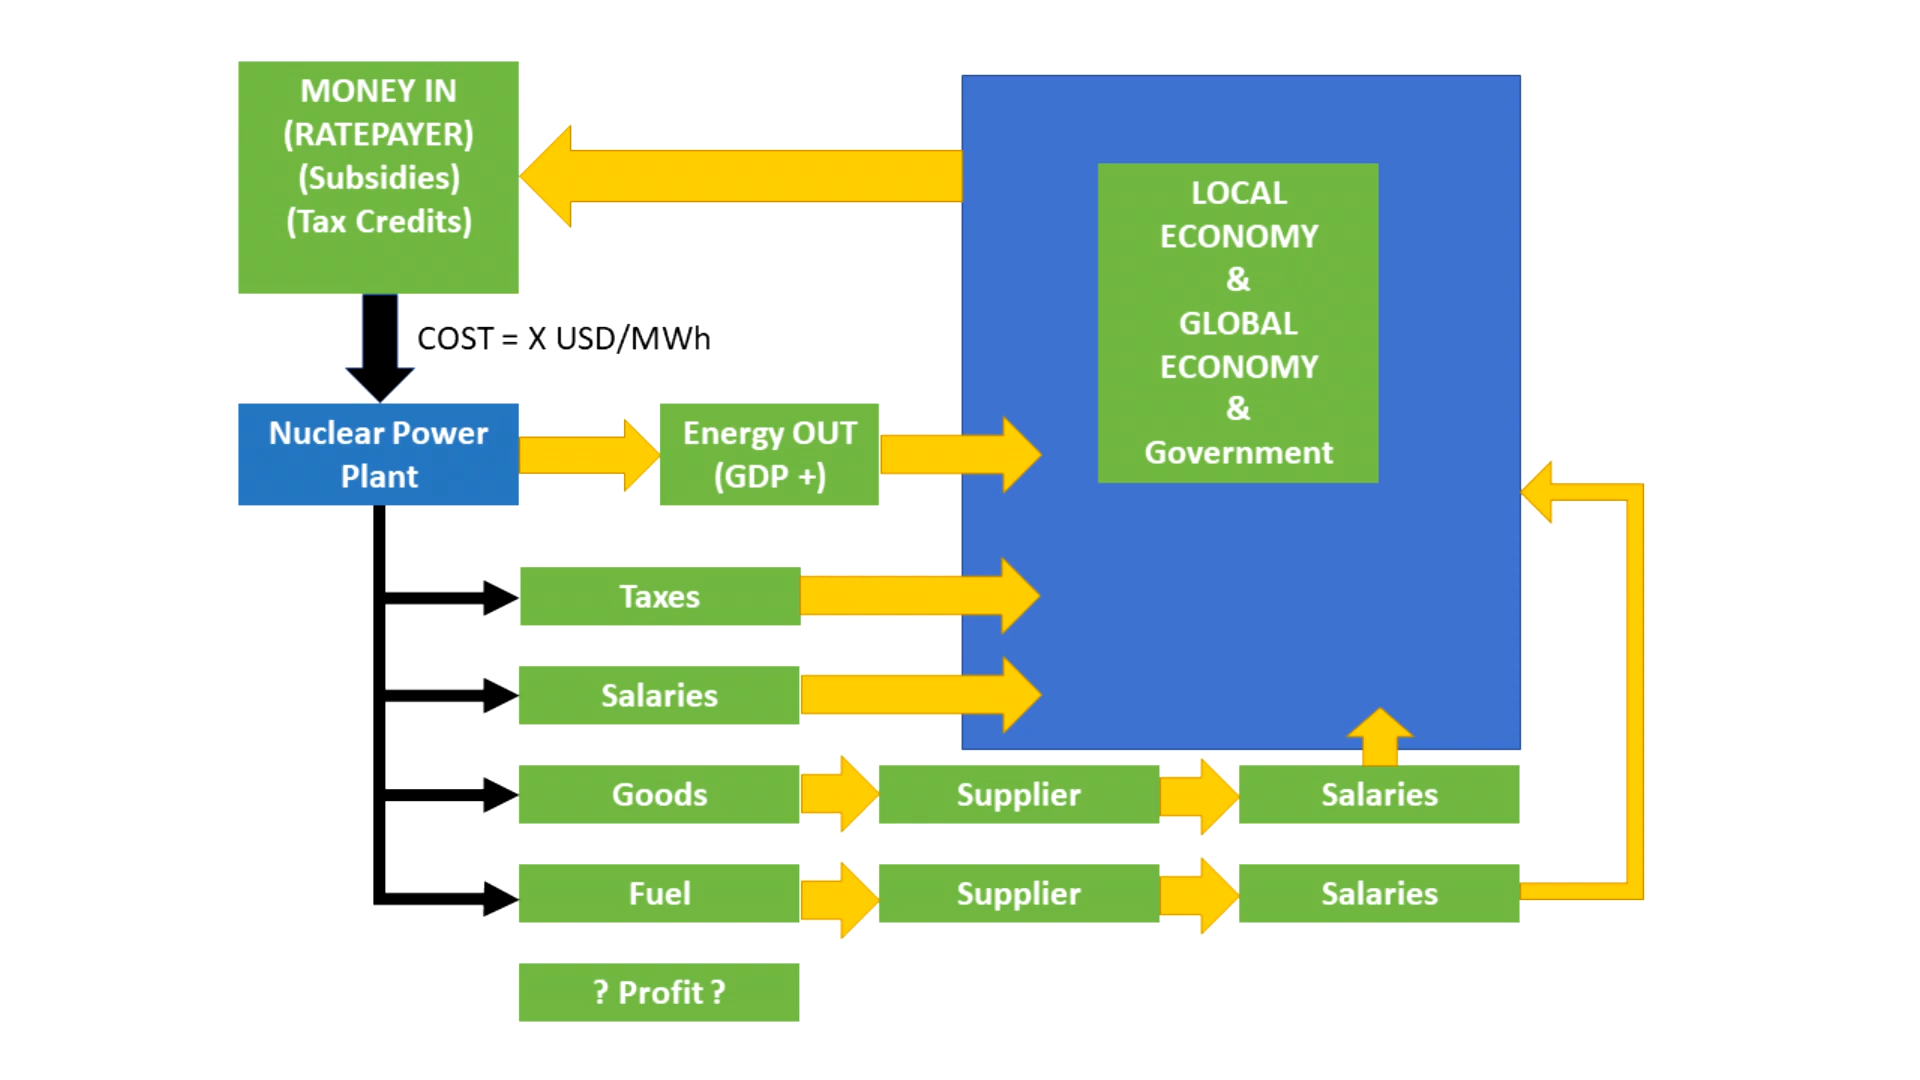 MONEY IN
(RATEPAYER)
(Subsidies)
(Tax Credits)
LOCAL
ECONOMY
&
GLOBAL
ECONOMY
&
Government
COST = X USD/MWh
Nuclear Power
Plant
Energy OUT
(GDP +)
Taxes
Salaries
Goods
Supplier
Salaries
Fuel
Supplier
Salaries
? Profit ?